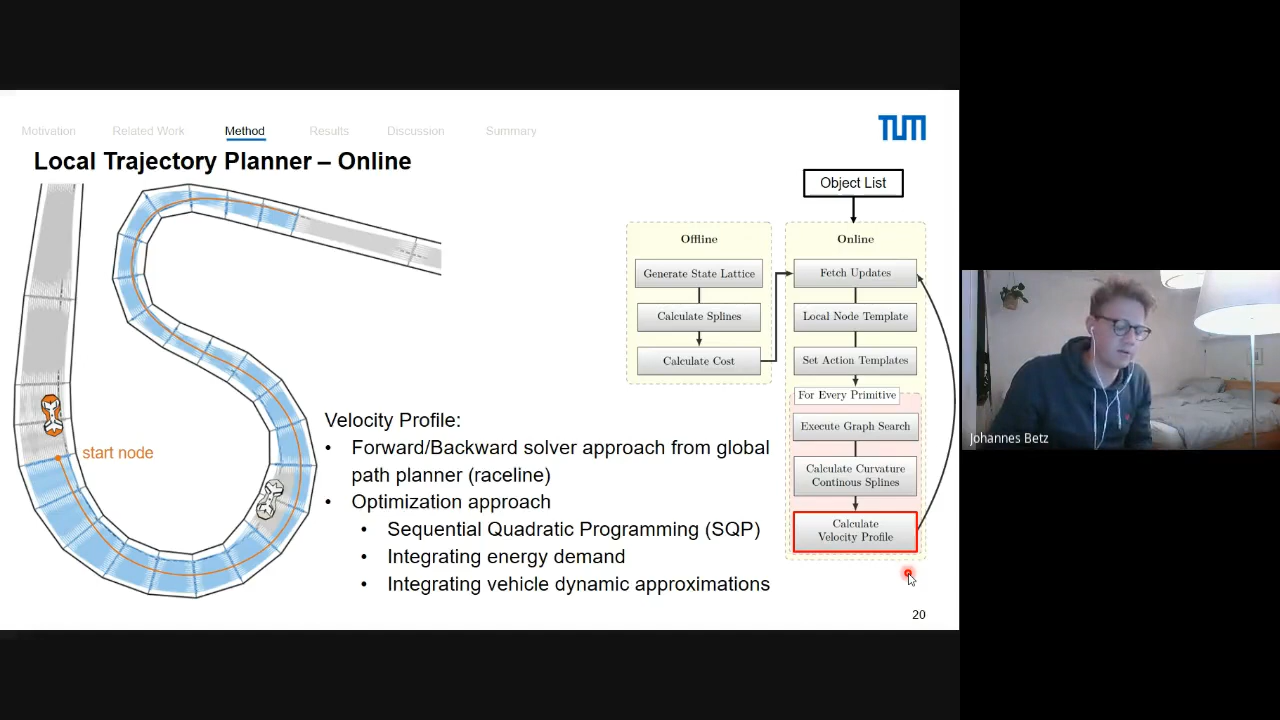 Motivation Related Work Method Results Discussion Summary
TUM
Local Trajectory Planner – Online
start node
Velocity Profile:
• Forward/Backward solver approach from global
path planner (raceline)
• Optimization approach
• Sequential Quadratic Programming (SQP)
• Integrating energy demand
• Integrating vehicle dynamic approximations
Object List
Offline
Generate State Lattice
Calculate Splines
Calculate Cost
Online
Fetch Updates
Local Node Template
Set Action Templates
For Every Primitive
Execute Graph Search
Calculate Curvature
Continous Splines
Calculate
Velocity Profile
20
Johannes Betz